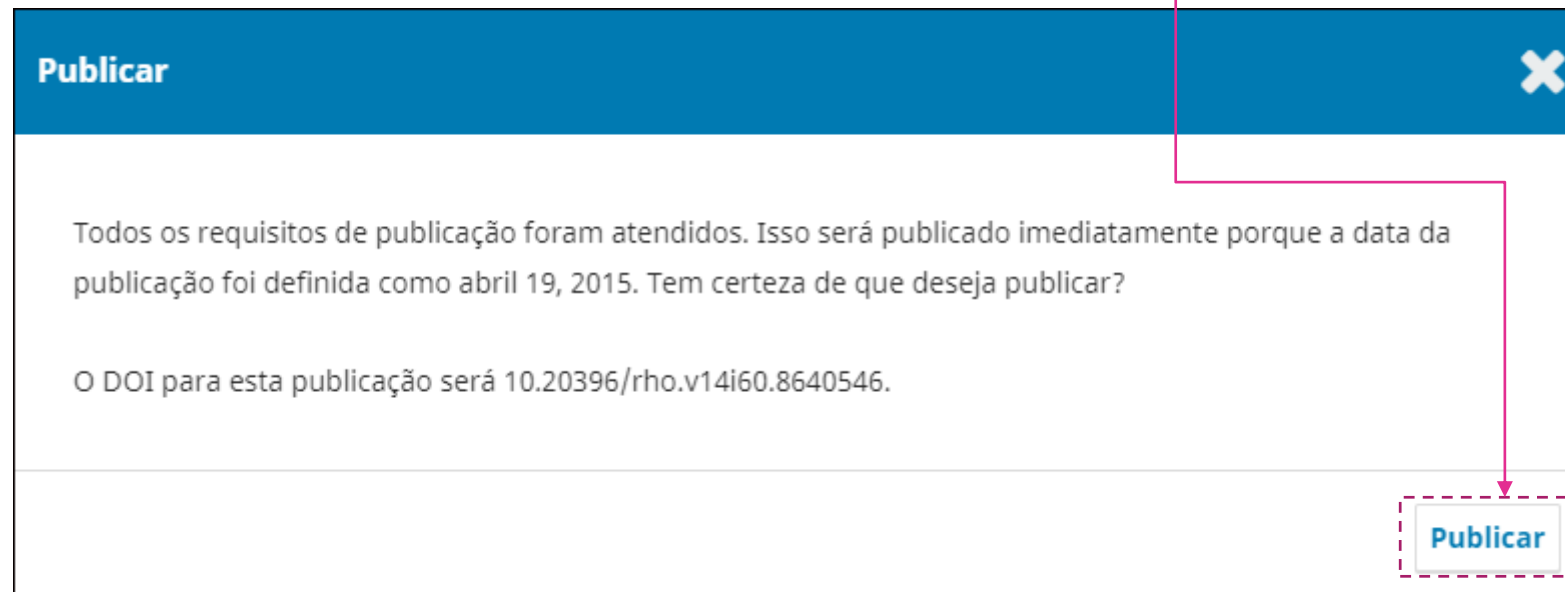 Publicar
Todos os requisitos de publicação foram atendidos. Isso será publicado imediatamente porque a data da
publicação foi definida como abril 19, 2015. Tem certeza de que deseja publicar?
O DOI para esta publicação será 10.20396/rho.v14i60.8640546.
Publicar